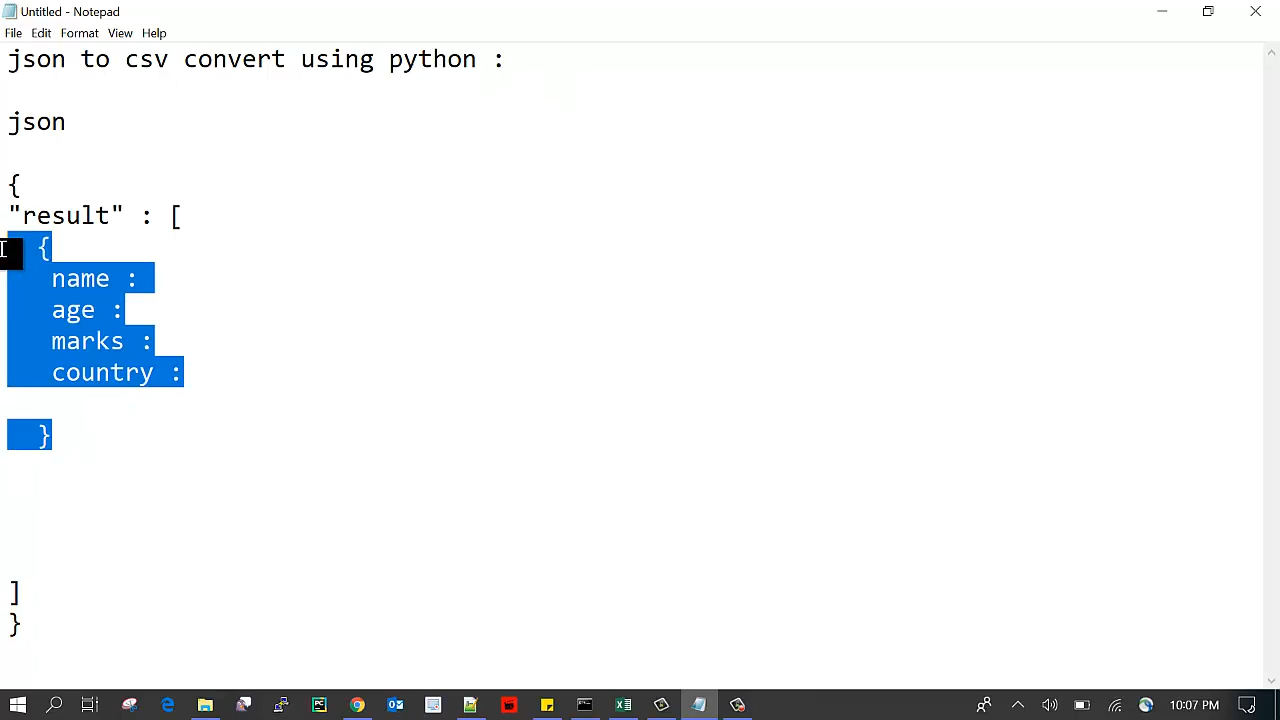 Untitled - Notepad
File Edit Format View Help
json to csv convert using python :
json
{
"result" : [
{
name :
age :
marks :
country :
}
]
}
10:07 PM